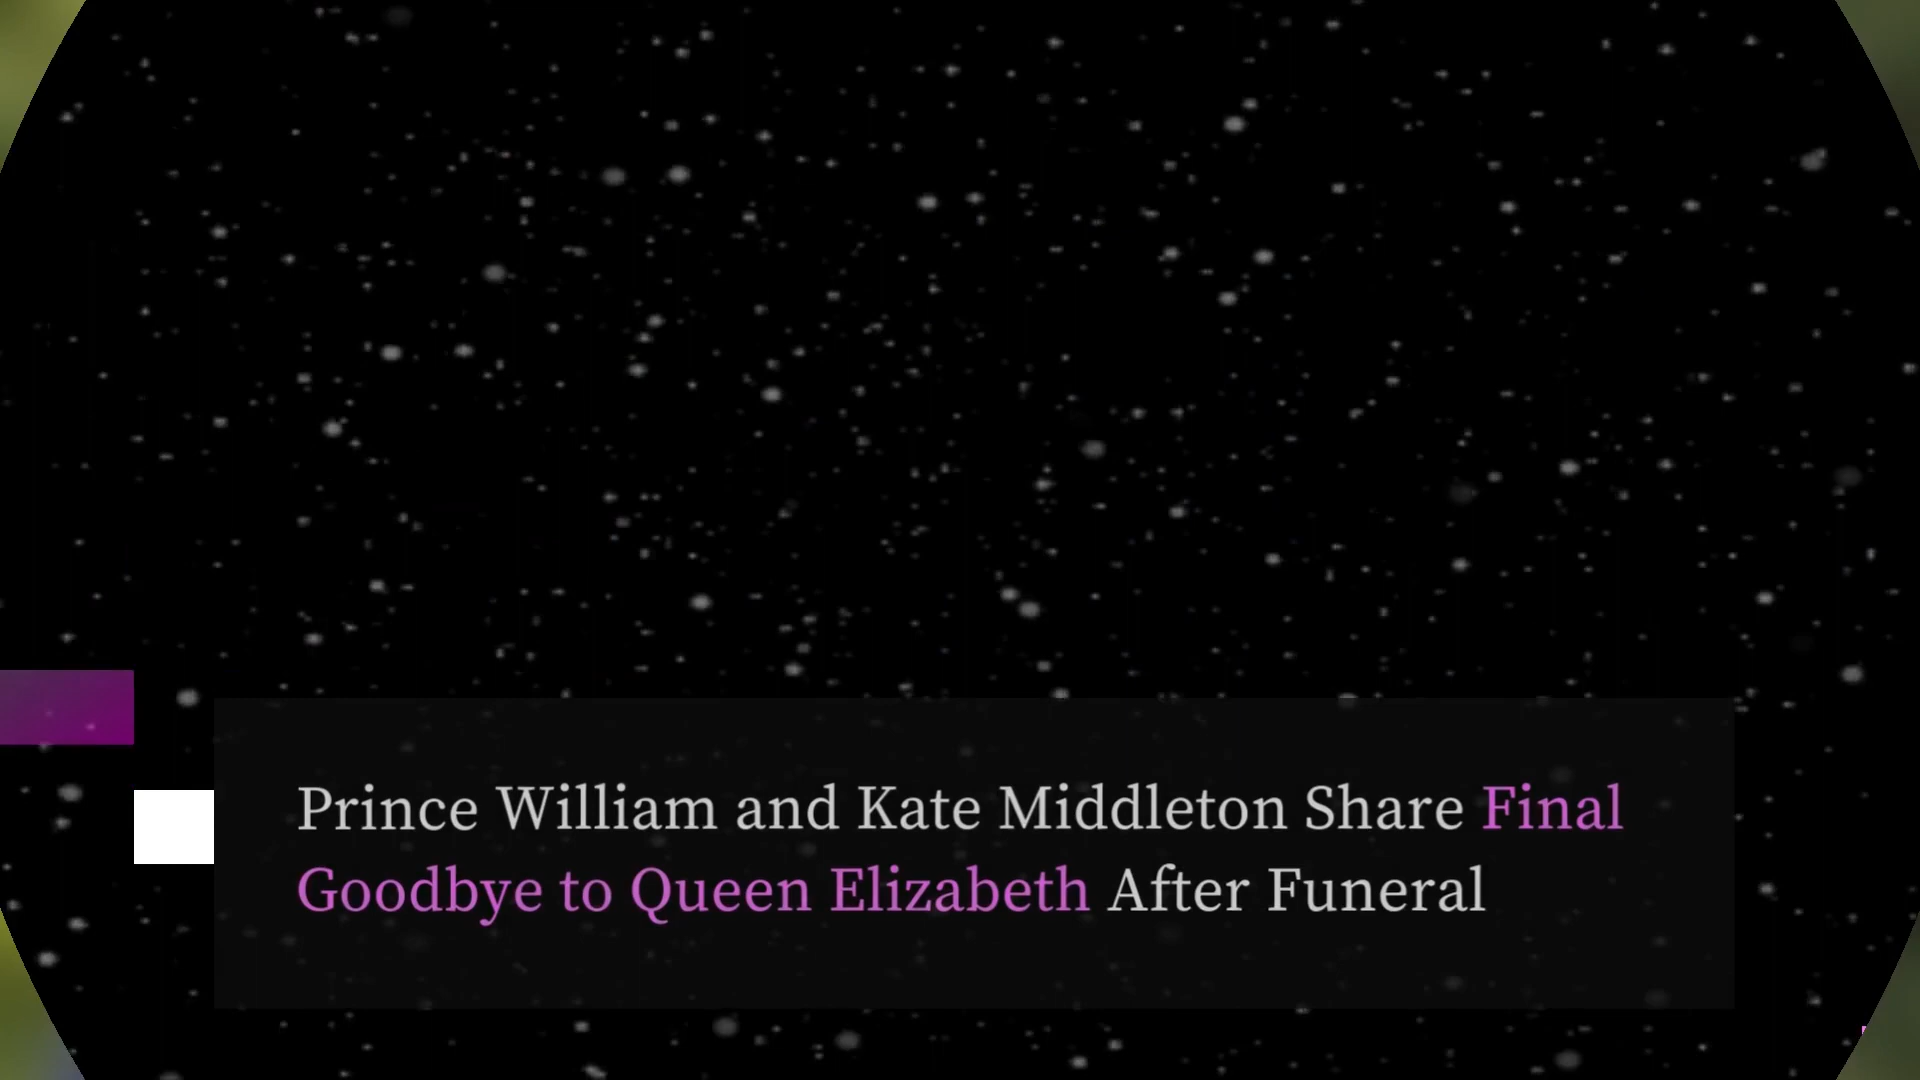 Prince William and Kate Middleton Share Final
Goodbye to Queen Elizabeth After Funeral